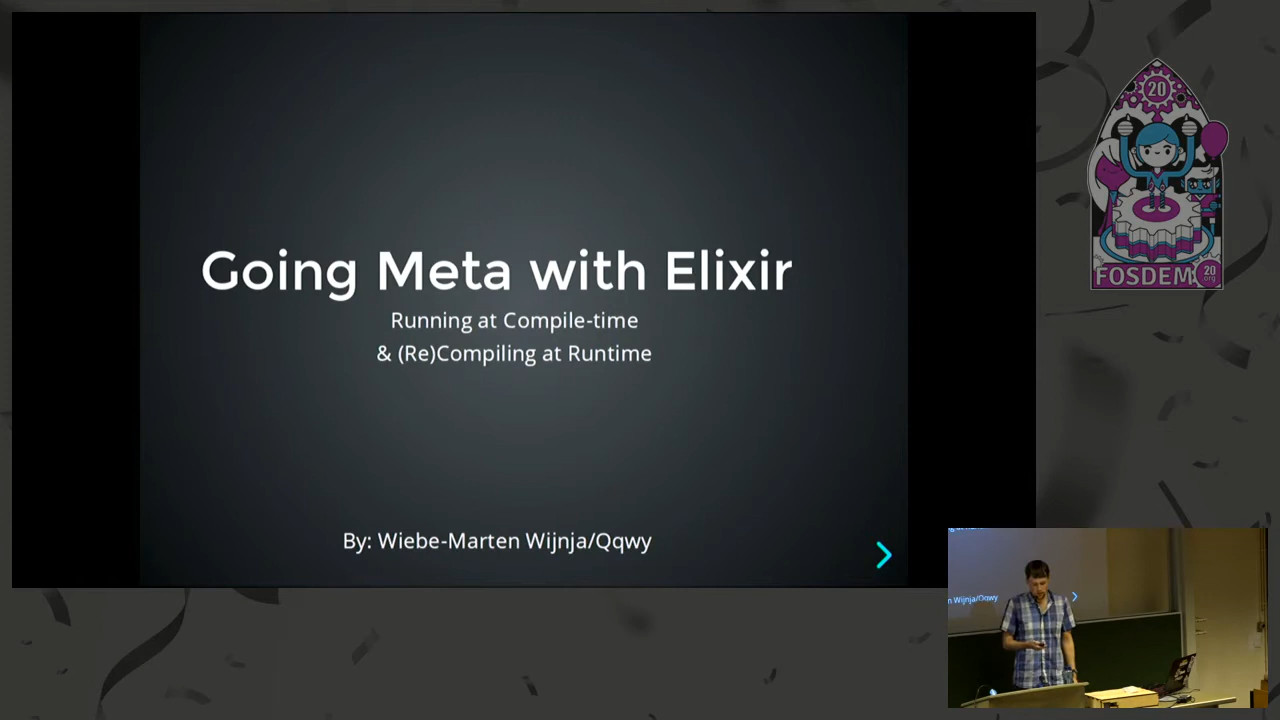 Going Meta with Elixir
Running at Compile-time
& (Re)Compiling at Runtime
By: Wiebe-Marten Wijnja/Qqwy
20
FOSDEM
20
org
n Wijnja/Qqwy